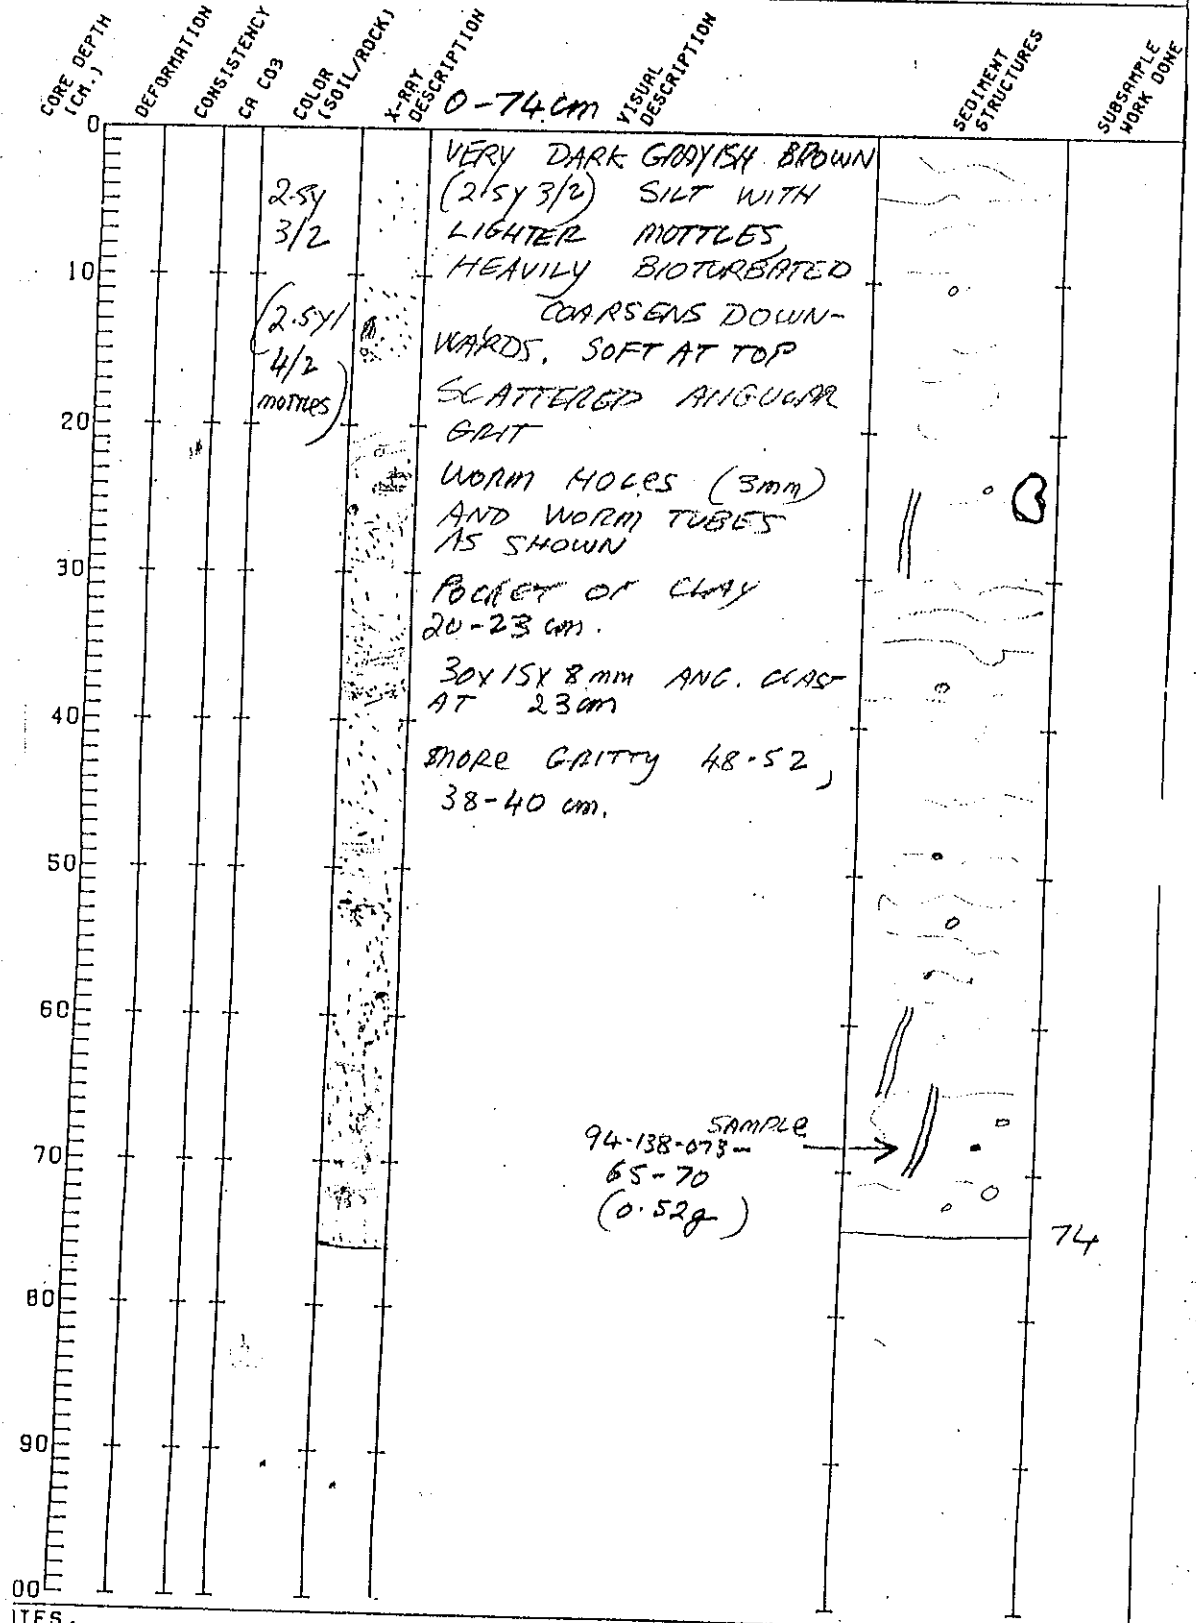 CORE DEPTH
(CM.)
DEFORMATION
CONSISTENCY
CA CO3
COLOR
(SOIL/ROCK)
X-RAY
DESCRIPTION
0-74 cm
VISUAL
DESCRIPTION
SEDIMENT
STRUCTURES
SUBSAMPLE
WORK DONE
0
VERY DARK GRAYISH BROWN
(2.5y 3/2) SILT WITH
LIGHTER MOTTLES,
HEAVILY BIOTURBATED
COARSENS DOWN-
WARDS. SOFT AT TOP
SCATTERED ANGULAR
GRIT
WORM HOLES (3mm)
AND WORM TUBES
AS SHOWN
POCKET OF CLAY
20-23 cm.
30x15x8 mm ANG. CLAST
AT 23cm
MORE GRITTY 48-52,
38-40 cm.
2.5y
3/2
(2.5y
4/2
mottles)
10
20
30
40
50
60
70
80
90
00
SAMPLE
94-138-073-
65-70
(0.52g)
74